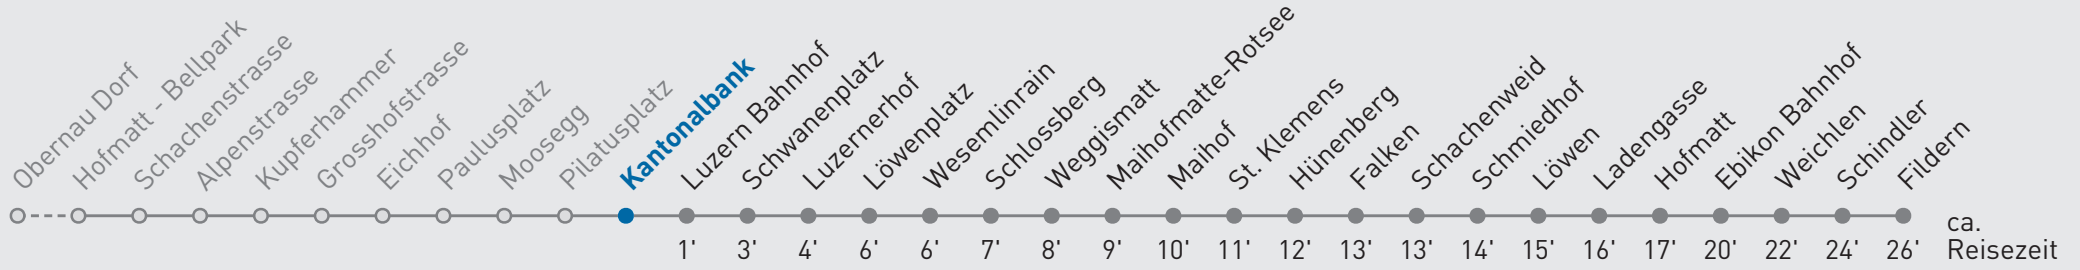 Obernau Dorf
Hofmatt - Bellpark
Schachenstrasse
Alpenstrasse
Kupferhammer
Grosshofstrasse
Eichhof
Paulusplatz
Moosegg
Pilatusplatz
Kantonalbank
Luzern Bahnhof
Schwanenplatz
Luzernerhof
Löwenplatz
Wesemlinrain
Schlossberg
Weggismatt
Maihofmatte-Rotsee
Maihof
St. Klemens
Hünenberg
Falken
Schachenweid
Schmiedhof
Löwen
Ladengasse
Hofmatt
Ebikon Bahnhof
Weichlen
Schindler
Fildern
1' 3' 4' 6' 6' 7' 8' 9' 10' 11' 12' 13' 13' 14' 15' 16' 17' 20' 22' 24' 26'
ca.
Reisezeit